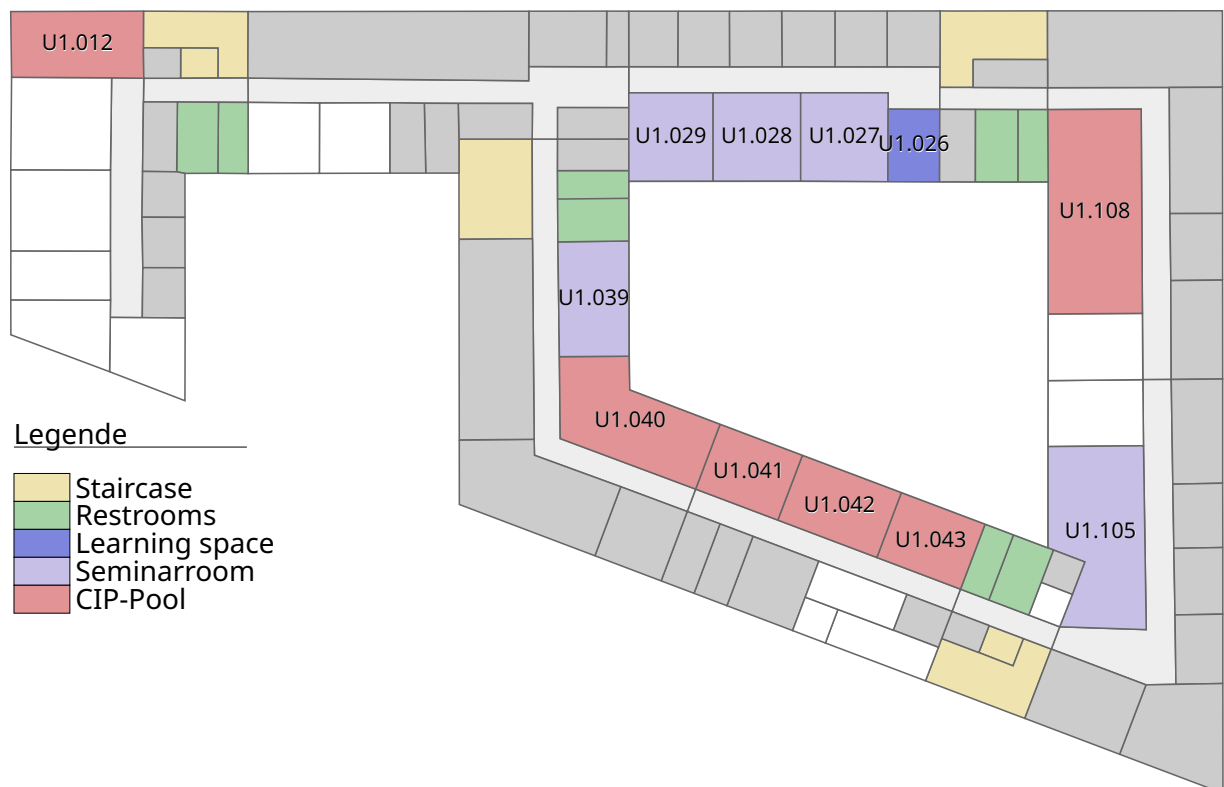 U1.012
U1.029
U1.028
U1.027
U1.026
U1.108
U1.039
U1.040
U1.041
U1.042
U1.043
U1.105
Legende
Staircase
Restrooms
Learning space
Seminarroom
CIP-Pool